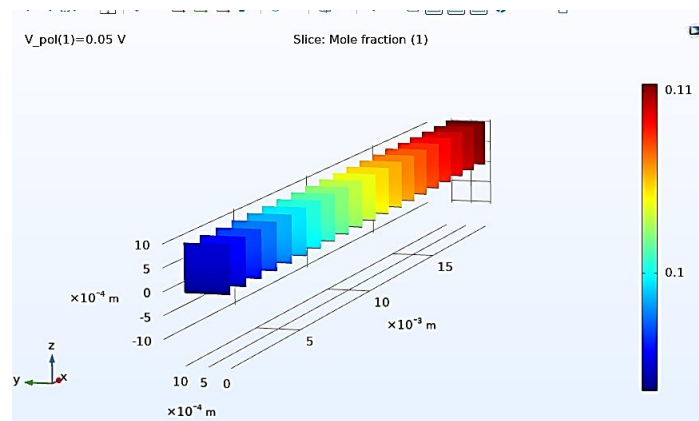 V_pol(1)=0.05 V
Slice: Mole fraction (1)
0.11
0.1
10
5
0
-5
-10
×10⁻⁴ m
15
10
5
×10⁻³ m
10 5 0
×10⁻⁴ m
z
y
x